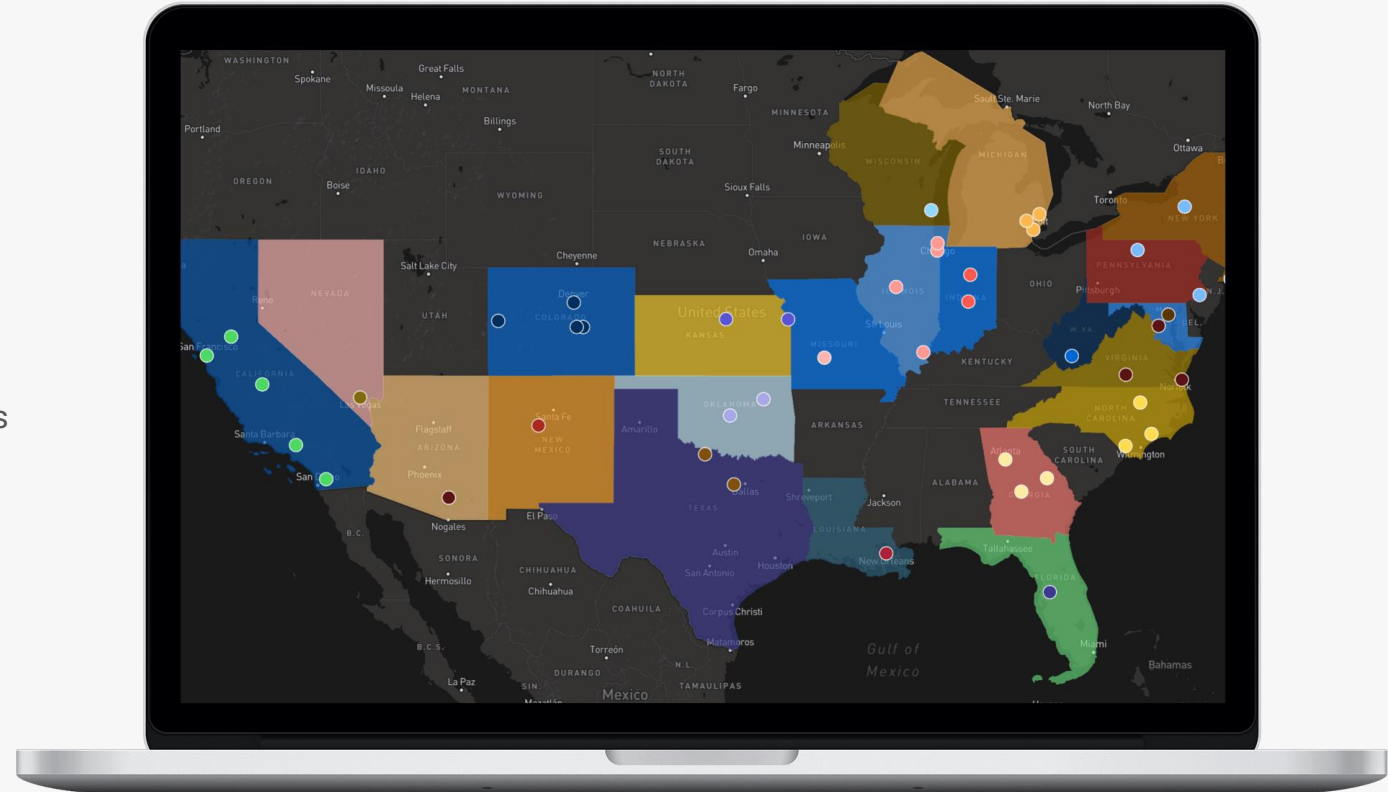 WASHINGTON
Spokane
Great Falls
Missoula
Helena
MONTANA
NORTH
DAKOTA
Fargo
MINNESOTA
Sault Ste. Marie
North Bay
Portland
Billings
Minneapolis
Ottawa
OREGON
IDAHO
Boise
WYOMING
SOUTH
DAKOTA
Sioux Falls
WISCONSIN
MICHIGAN
Toronto
NEW YORK
NEBRASKA
IOWA
Omaha
Chicago
Salt Lake City
Cheyenne
PENNSYLVANIA
Pittsburgh
OHIO
N.J.
Reno
NEVADA
UTAH
Denver
COLORADO
United States
KANSAS
ILLINOIS
INDIANA
St. Louis
MISSOURI
W.VA.
DEL.
San Francisco
CALIFORNIA
KENTUCKY
VIRGINIA
Norfolk
Las Vegas
s
TENNESSEE
NORTH
CAROLINA
Santa Barbara
Flagstaff
ARIZONA
Santa Fe
NEW
MEXICO
Amarillo
OKLAHOMA
ARKANSAS
Atlanta
SOUTH
CAROLINA
Wilmington
San Diego
Phoenix
Dallas
TEXAS
Shreveport
Jackson
ALABAMA
GEORGIA
Nogales
El Paso
LOUISIANA
B.C.
SONORA
Hermosillo
CHIHUAHUA
Chihuahua
Austin
San Antonio
Houston
New Orleans
Tallahassee
FLORIDA
COAHUILA
Corpus Christi
B.C.S.
Torreón
Matamoros
Gulf of
Mexico
Miami
Bahamas
La Paz
DURANGO
SIN.
N.L.
TAMAULIPAS
Mexico
Mazatlán